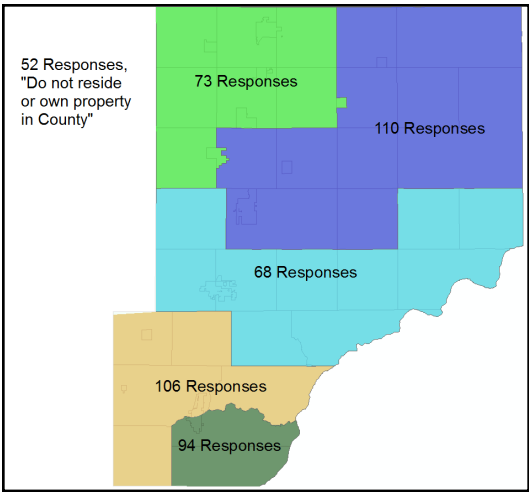 52 Responses,
"Do not reside
or own property
in County"
73 Responses
110 Responses
68 Responses
106 Responses
94 Responses